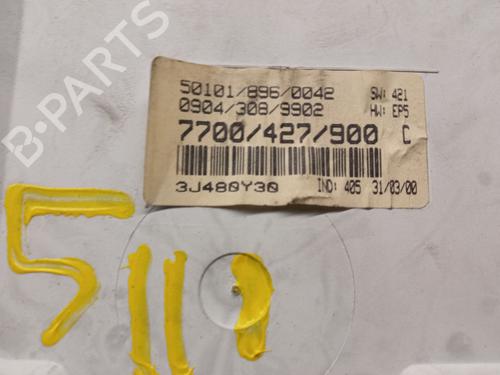 B-PARTS
50101/896/0042 SW: 421
0904/308/9902 HW: EP5
7700/427/900 C
3J480Y30 IND: 405 31/03/00
5111